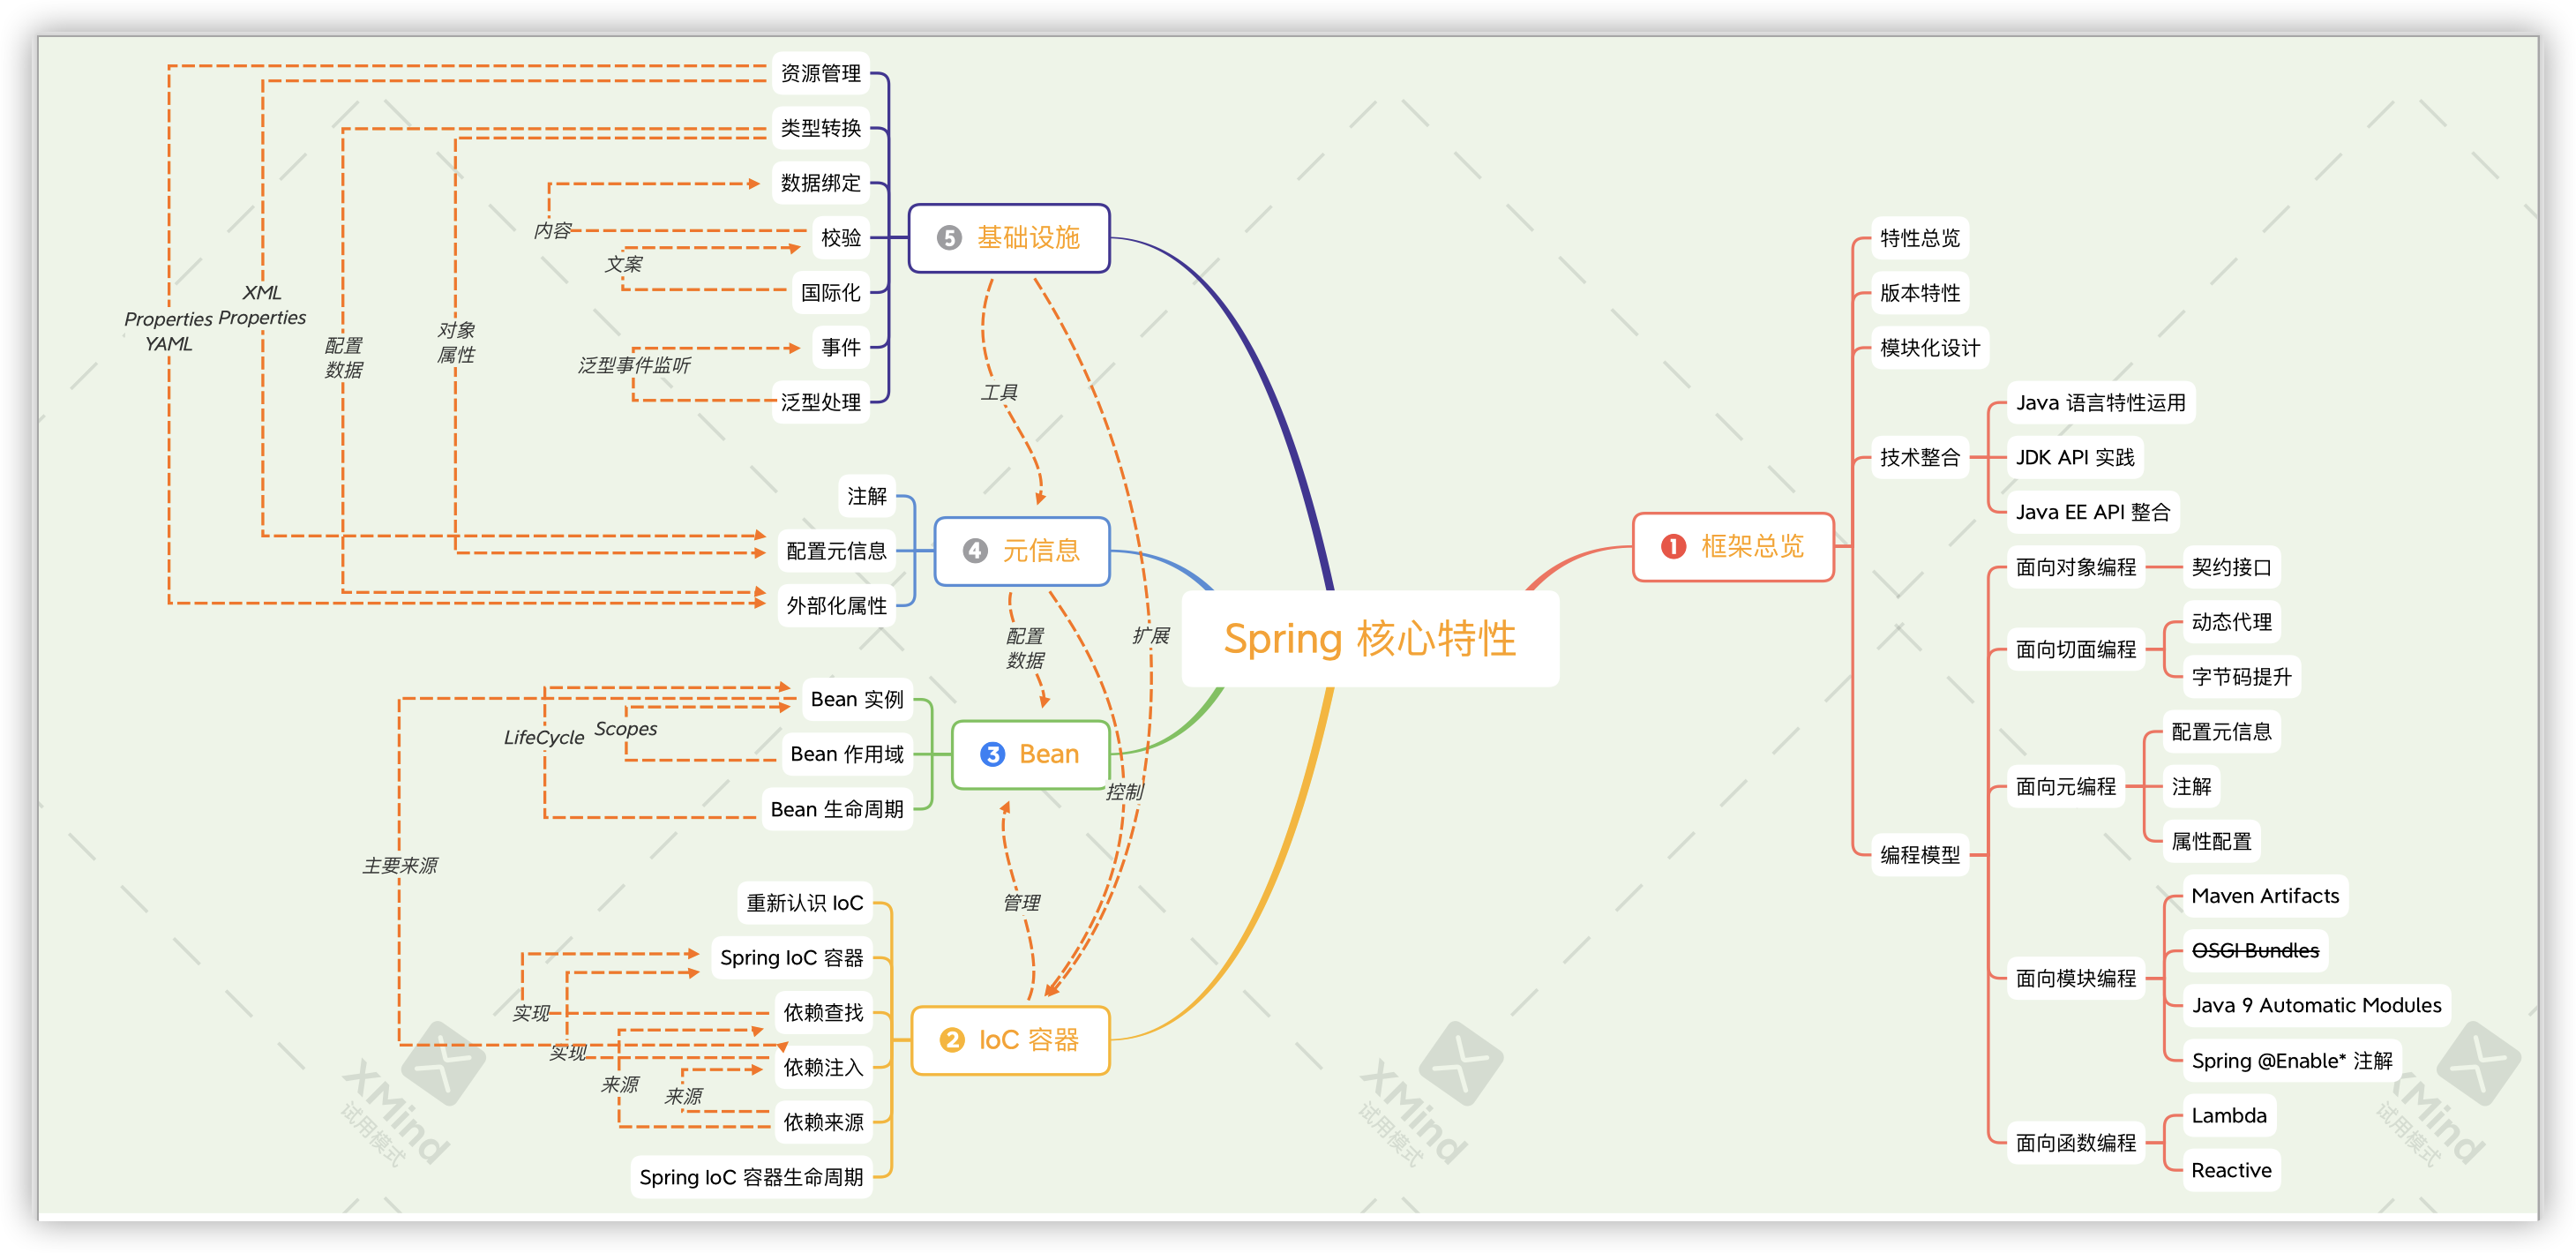 Spring 核心特性
1 框架总览
特性总览
版本特性
模块化设计
技术整合
Java 语言特性运用
JDK API 实践
Java EE API 整合
编程模型
面向对象编程
契约接口
面向切面编程
动态代理
字节码提升
面向元编程
配置元信息
注解
属性配置
面向模块编程
Maven Artifacts
OSGI Bundles
Java 9 Automatic Modules
Spring @Enable* 注解
面向函数编程
Lambda
Reactive
5 基础设施
资源管理
类型转换
数据绑定
校验
国际化
事件
泛型处理
内容
文案
泛型事件监听
XML
Properties
Properties
YAML
配置
数据
对象
属性
工具
扩展
4 元信息
注解
配置元信息
外部化属性
配置
数据
控制
3 Bean
Bean 实例
Bean 作用域
Bean 生命周期
LifeCycle
Scopes
主要来源
管理
2 IoC 容器
重新认识 IoC
Spring IoC 容器
依赖查找
依赖注入
依赖来源
Spring IoC 容器生命周期
实现
实现
来源
来源
XMind
试用模式
XMind
试用模式
XMind
试用模式